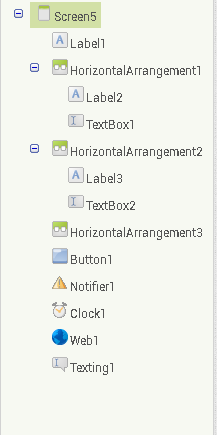 Screen5
Label1
HorizontalArrangement1
Label2
TextBox1
HorizontalArrangement2
Label3
TextBox2
HorizontalArrangement3
Button1
Notifier1
Clock1
Web1
Texting1